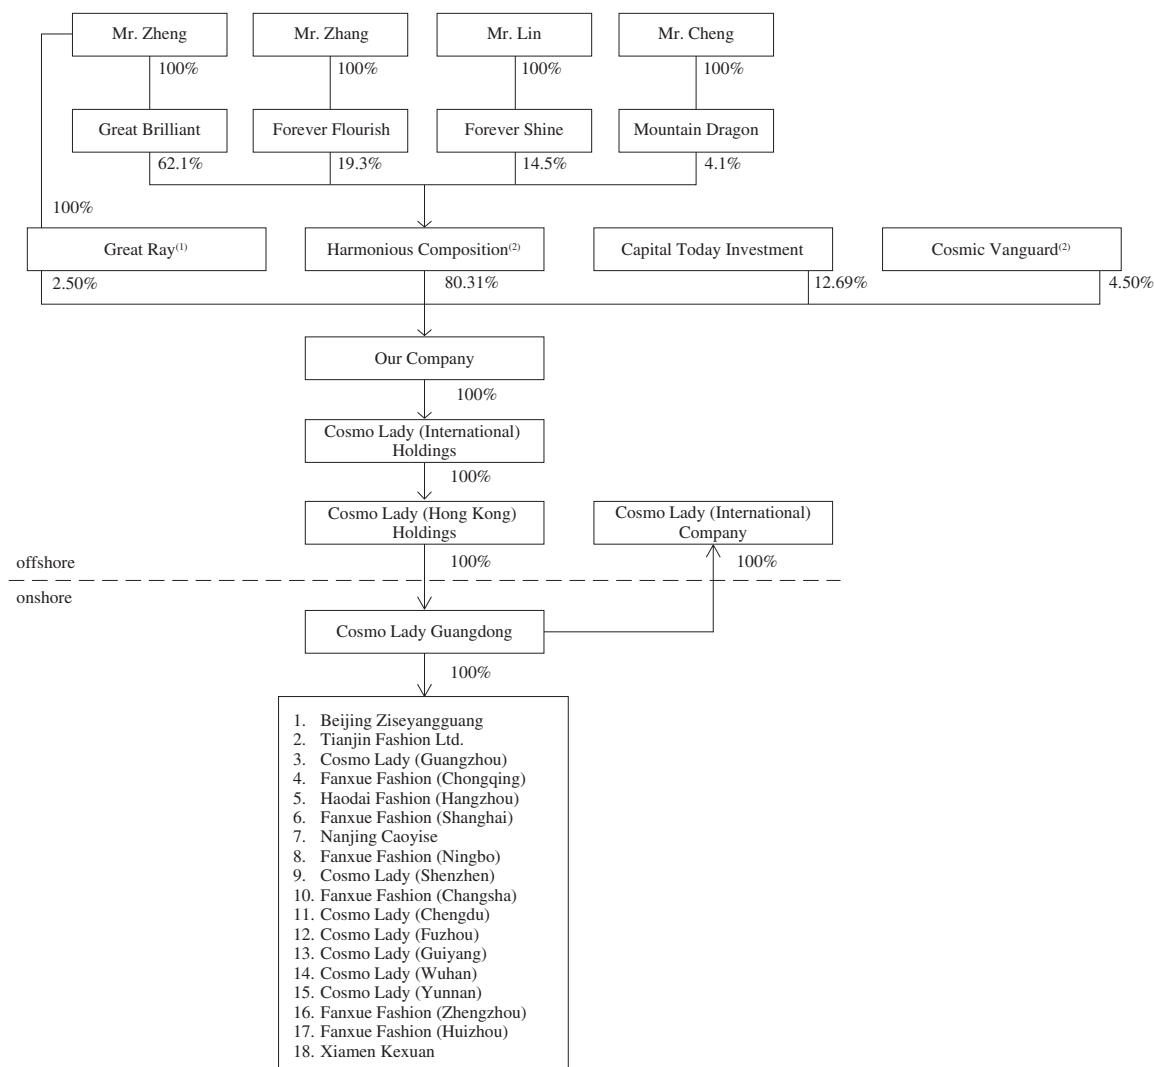 Mr. Zheng
Mr. Zhang
Mr. Lin
Mr. Cheng
100%
100%
100%
100%
Great Brilliant
Forever Flourish
Forever Shine
Mountain Dragon
62.1%
19.3%
14.5%
4.1%
100%
Great Ray(1)
Harmonious Composition(2)
Capital Today Investment
Cosmic Vanguard(2)
2.50%
80.31%
12.69%
4.50%
Our Company
100%
Cosmo Lady (International)
Holdings
100%
Cosmo Lady (Hong Kong)
Holdings
Cosmo Lady (International)
Company
offshore
100%
100%
onshore
Cosmo Lady Guangdong
100%
1. Beijing Ziseyangguang
2. Tianjin Fashion Ltd.
3. Cosmo Lady (Guangzhou)
4. Fanxue Fashion (Chongqing)
5. Haodai Fashion (Hangzhou)
6. Fanxue Fashion (Shanghai)
7. Nanjing Caoyise
8. Fanxue Fashion (Ningbo)
9. Cosmo Lady (Shenzhen)
10. Fanxue Fashion (Changsha)
11. Cosmo Lady (Chengdu)
12. Cosmo Lady (Fuzhou)
13. Cosmo Lady (Guiyang)
14. Cosmo Lady (Wuhan)
15. Cosmo Lady (Yunnan)
16. Fanxue Fashion (Zhengzhou)
17. Fanxue Fashion (Huizhou)
18. Xiamen Kexuan